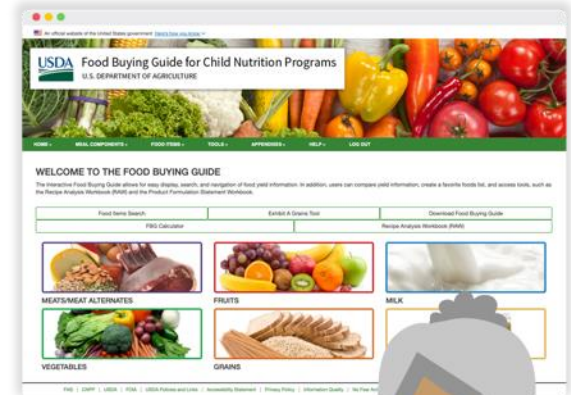 An official website of the United States government Here's how you know
USDA Food Buying Guide for Child Nutrition Programs
U.S. DEPARTMENT OF AGRICULTURE
HOME MEAL COMPONENTS FOOD ITEMS TOOLS APPENDIXES HELP LOG OUT
WELCOME TO THE FOOD BUYING GUIDE
The Interactive Food Buying Guide allows for easy display, search, and navigation of food yield information. In addition, users can compare yield information, create a favorite foods list, and access tools, such as
the Recipe Analysis Workbook (RAW) and the Product Formulation Statement Workbook.
Food Items Search Exhibit A Grains Tool Download Food Buying Guide
FBG Calculator Recipe Analysis Workbook (RAW)
MEATS/MEAT ALTERNATES FRUITS MILK
VEGETABLES GRAINS
FNS | CNPP | USDA | FOIA | USDA Policies and Links | Accessibility Statement | Privacy Policy | Information Quality | No Fear Act